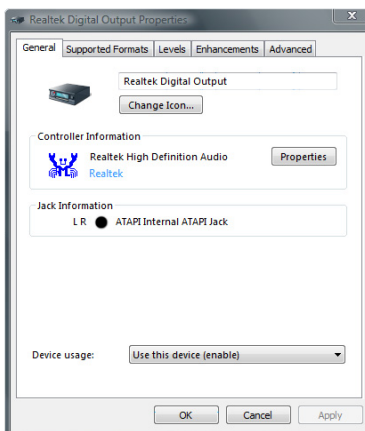 Realtek Digital Output Properties
General Supported Formats Levels Enhancements Advanced
Realtek Digital Output
Change Icon...
Controller Information
Realtek High Definition Audio Properties
Realtek
Jack Information
L R ATAPI Internal ATAPI Jack
Device usage: Use this device (enable)
OK Cancel Apply